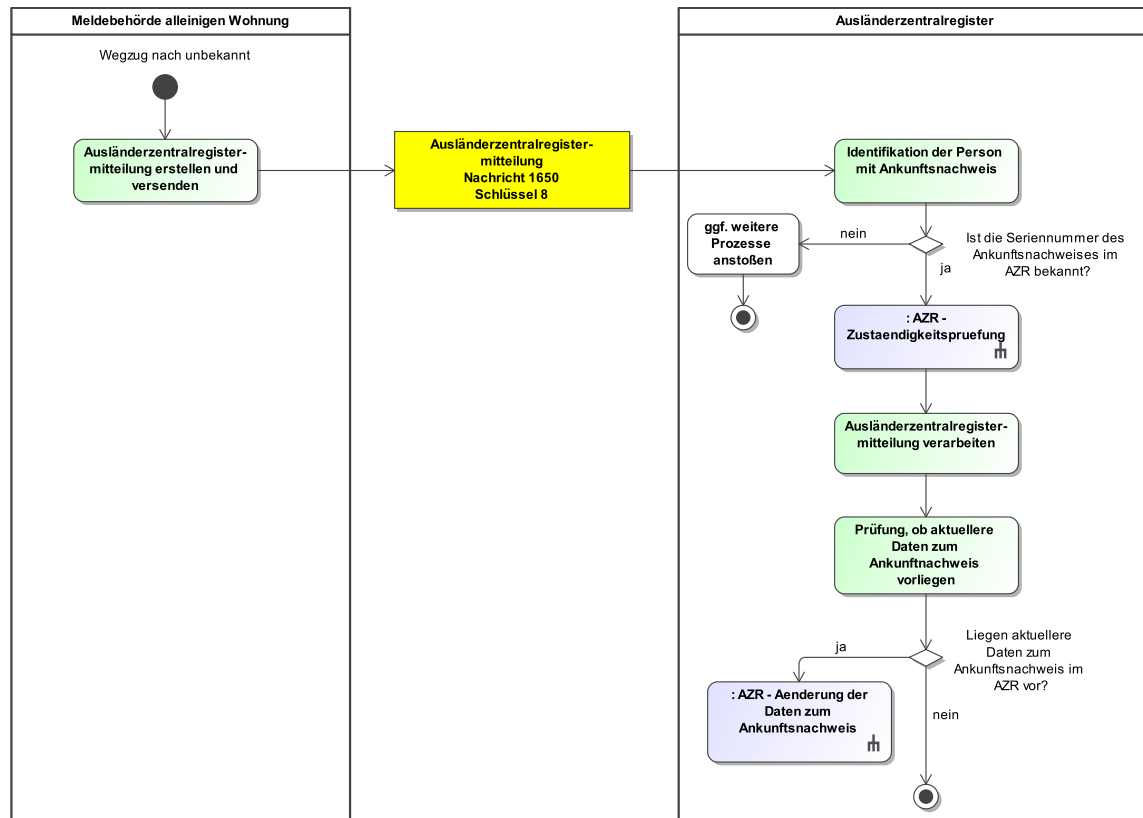 Meldebehörde alleinigen Wohnung
Wegzug nach unbekannt
Ausländerzentralregister-
mitteilung erstellen und
versenden
Ausländerzentralregister-
mitteilung
Nachricht 1650
Schlüssel 8
Ausländerzentralregister
Identifikation der Person
mit Ankunftsnachweis
ggf. weitere
Prozesse
anstoßen
nein
Ist die Seriennummer des
Ankunftsnachweises im
AZR bekannt?
ja
: AZR -
Zustaendigkeitspruefung
Ausländerzentralregister-
mitteilung verarbeiten
Prüfung, ob aktuellere
Daten zum
Ankunftnachweis
vorliegen
Liegen aktuellere
Daten zum
Ankunftsnachweis im
AZR vor?
ja
: AZR - Aenderung der
Daten zum
Ankunftsnachweis
nein